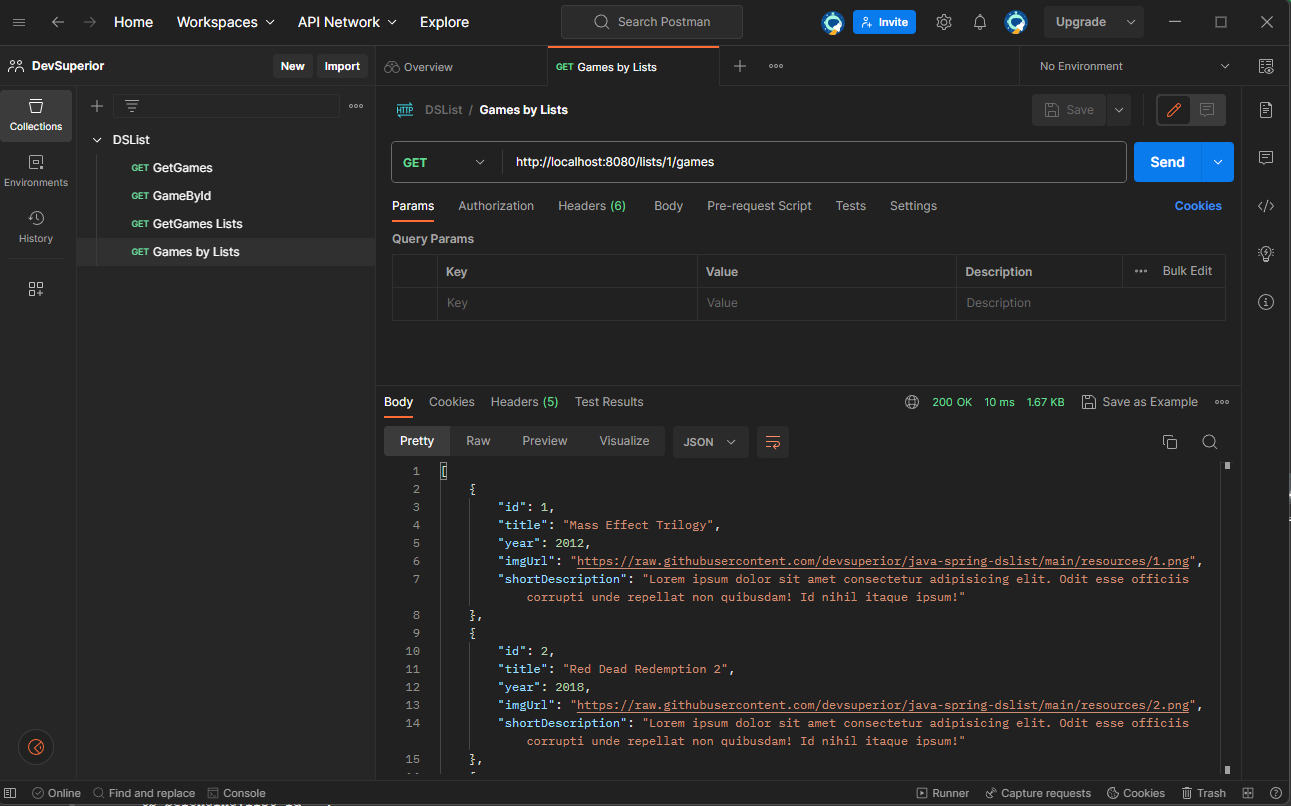 Home Workspaces API Network Explore Search Postman Invite Upgrade
DevSuperior New Import Overview GET Games by Lists No Environment
Collections
Environments
History
DSList
GET GetGames
GET GameById
GET GetGames Lists
GET Games by Lists
HTTP DSList / Games by Lists Save
GET http://localhost:8080/lists/1/games Send
Params Authorization Headers (6) Body Pre-request Script Tests Settings Cookies
Query Params
Key Value Description Bulk Edit
Key Value Description
Body Cookies Headers (5) Test Results 200 OK 10 ms 1.67 KB Save as Example
Pretty Raw Preview Visualize JSON
1 [
2 {
3 "id": 1,
4 "title": "Mass Effect Trilogy",
5 "year": 2012,
6 "imgUrl": "https://raw.githubusercontent.com/devsuperior/java-spring-dslist/main/resources/1.png",
7 "shortDescription": "Lorem ipsum dolor sit amet consectetur adipisicing elit. Odit esse officiis
corrupti unde repellat non quibusdam! Id nihil itaque ipsum!"
8 },
9 {
10 "id": 2,
11 "title": "Red Dead Redemption 2",
12 "year": 2018,
13 "imgUrl": "https://raw.githubusercontent.com/devsuperior/java-spring-dslist/main/resources/2.png",
14 "shortDescription": "Lorem ipsum dolor sit amet consectetur adipisicing elit. Odit esse officiis
corrupti unde repellat non quibusdam! Id nihil itaque ipsum!"
15 },
Online Find and replace Console Runner Capture requests Cookies Trash